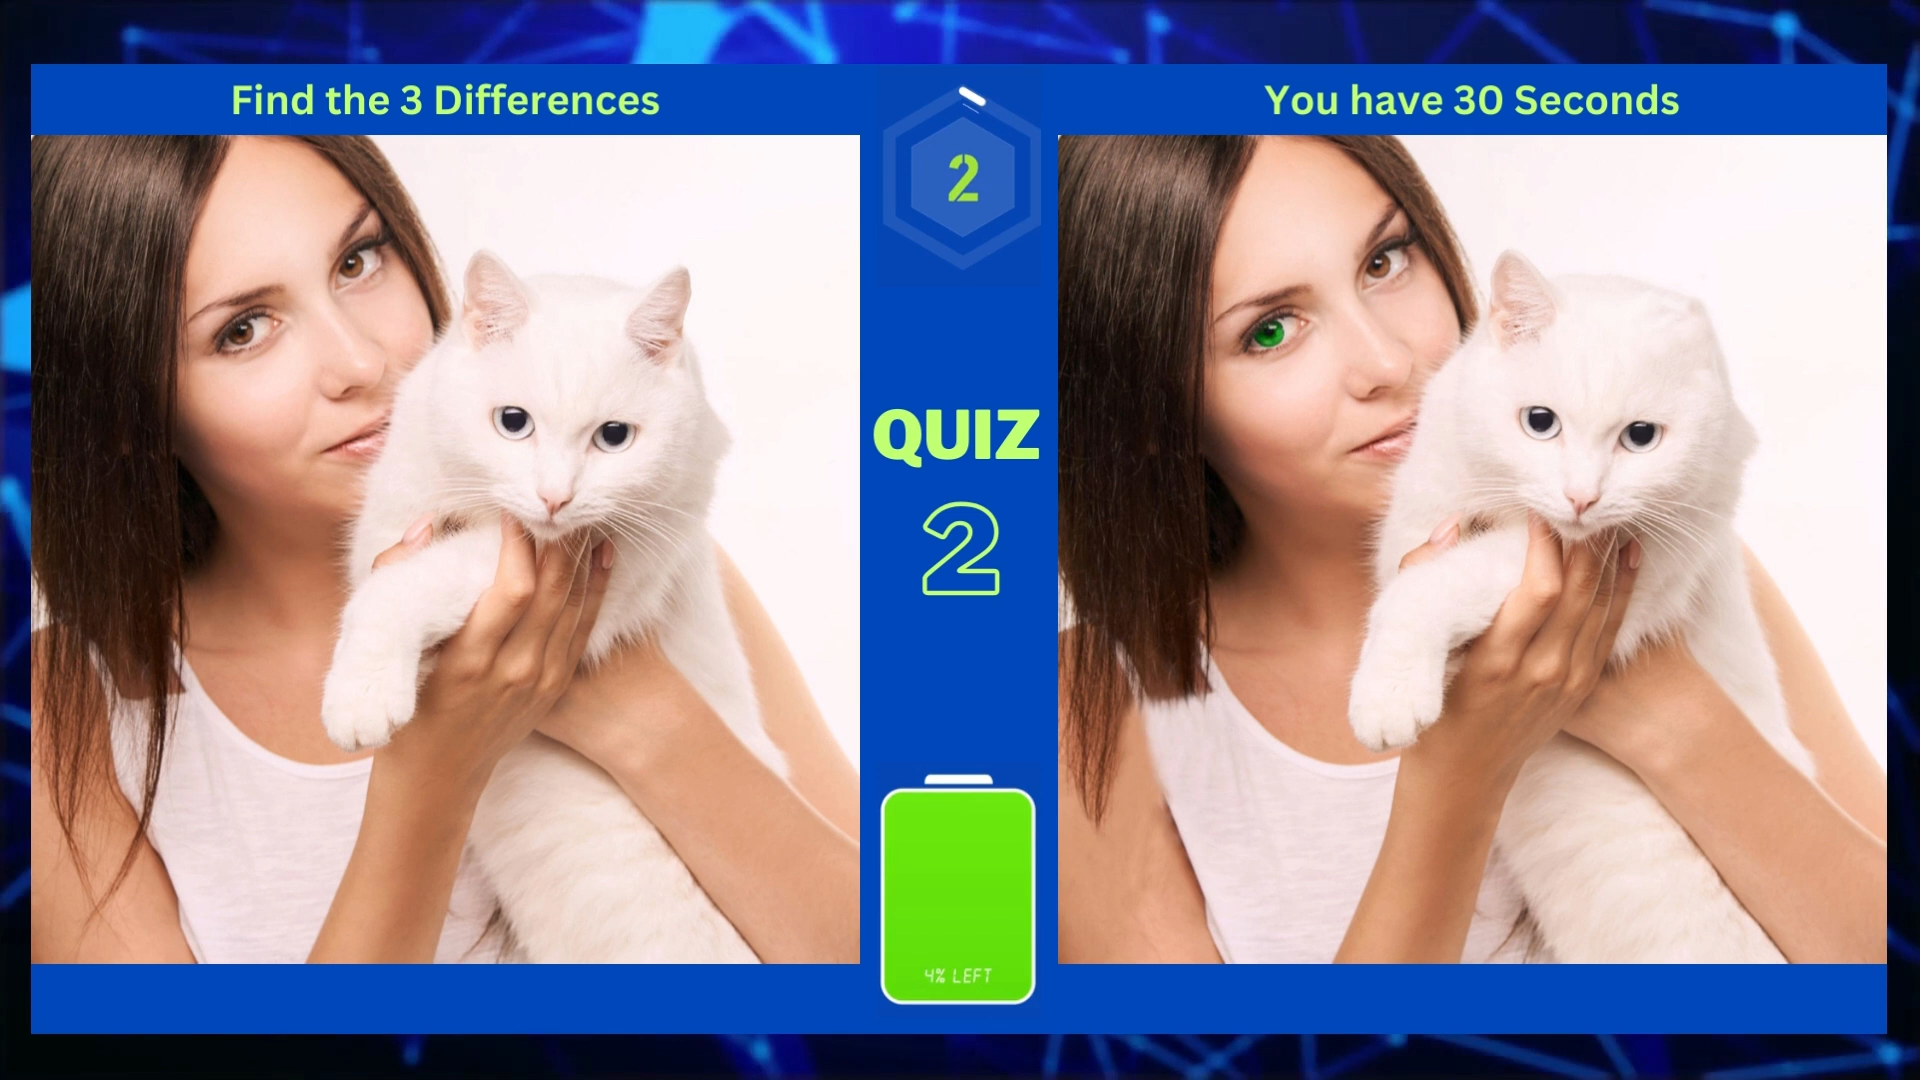 Find the 3 Differences
You have 30 Seconds
2
QUIZ
2
4% LEFT